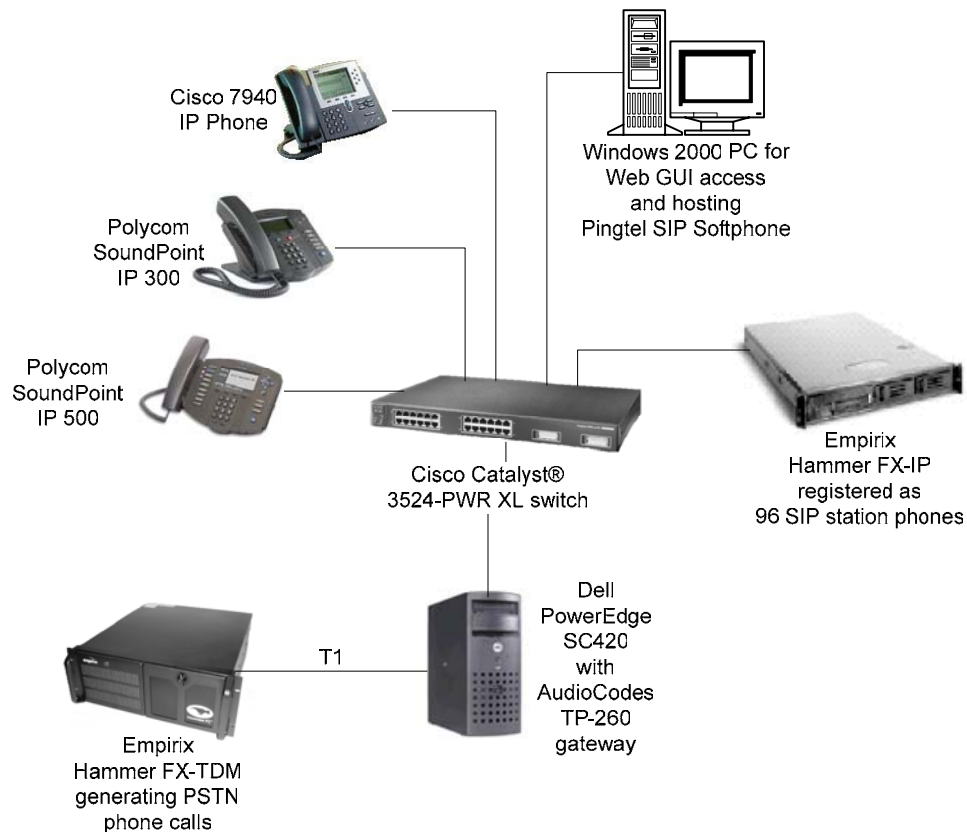 Cisco 7940
IP Phone
Windows 2000 PC for
Web GUI access
and hosting
Pingtel SIP Softphone
Polycom
SoundPoint
IP 300
Polycom
SoundPoint
IP 500
Empirix
Hammer FX-IP
registered as
96 SIP station phones
Cisco Catalyst®
3524-PWR XL switch
Dell
PowerEdge
SC420
with
AudioCodes
TP-260
gateway
T1
Empirix
Hammer FX-TDM
generating PSTN
phone calls